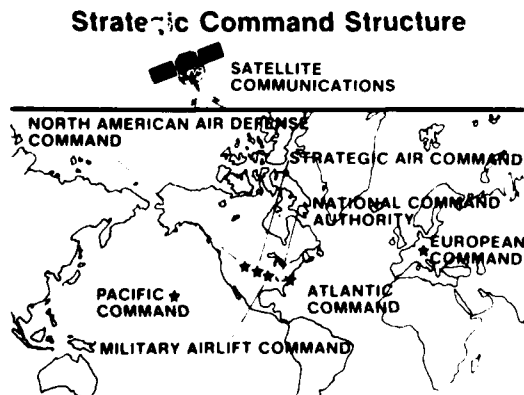 Strategic Command Structure
SATELLITE
COMMUNICATIONS
NORTH AMERICAN AIR DEFENSE
COMMAND
STRATEGIC AIR COMMAND
NATIONAL COMMAND
AUTHORITY
EUROPEAN
COMMAND
PACIFIC
COMMAND
ATLANTIC
COMMAND
MILITARY AIRLIFT COMMAND